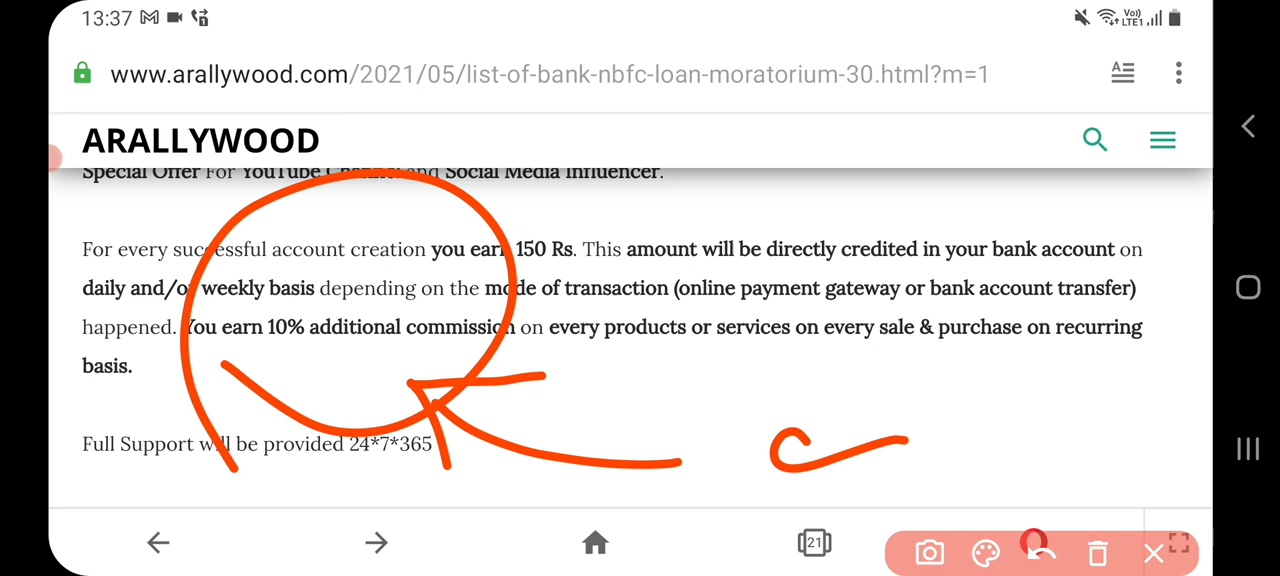 13:37
Vo)) LTE1
www.arallywood.com/2021/05/list-of-bank-nbfc-loan-moratorium-30.html?m=1
ARALLYWOOD
Special Offer For YouTube Channel and Social Media Influencer.
For every successful account creation you earn 150 Rs. This amount will be directly credited in your bank account on
daily and/or weekly basis depending on the mode of transaction (online payment gateway or bank account transfer)
happened. You earn 10% additional commission on every products or services on every sale & purchase on recurring
basis.
Full Support will be provided 24*7*365
21